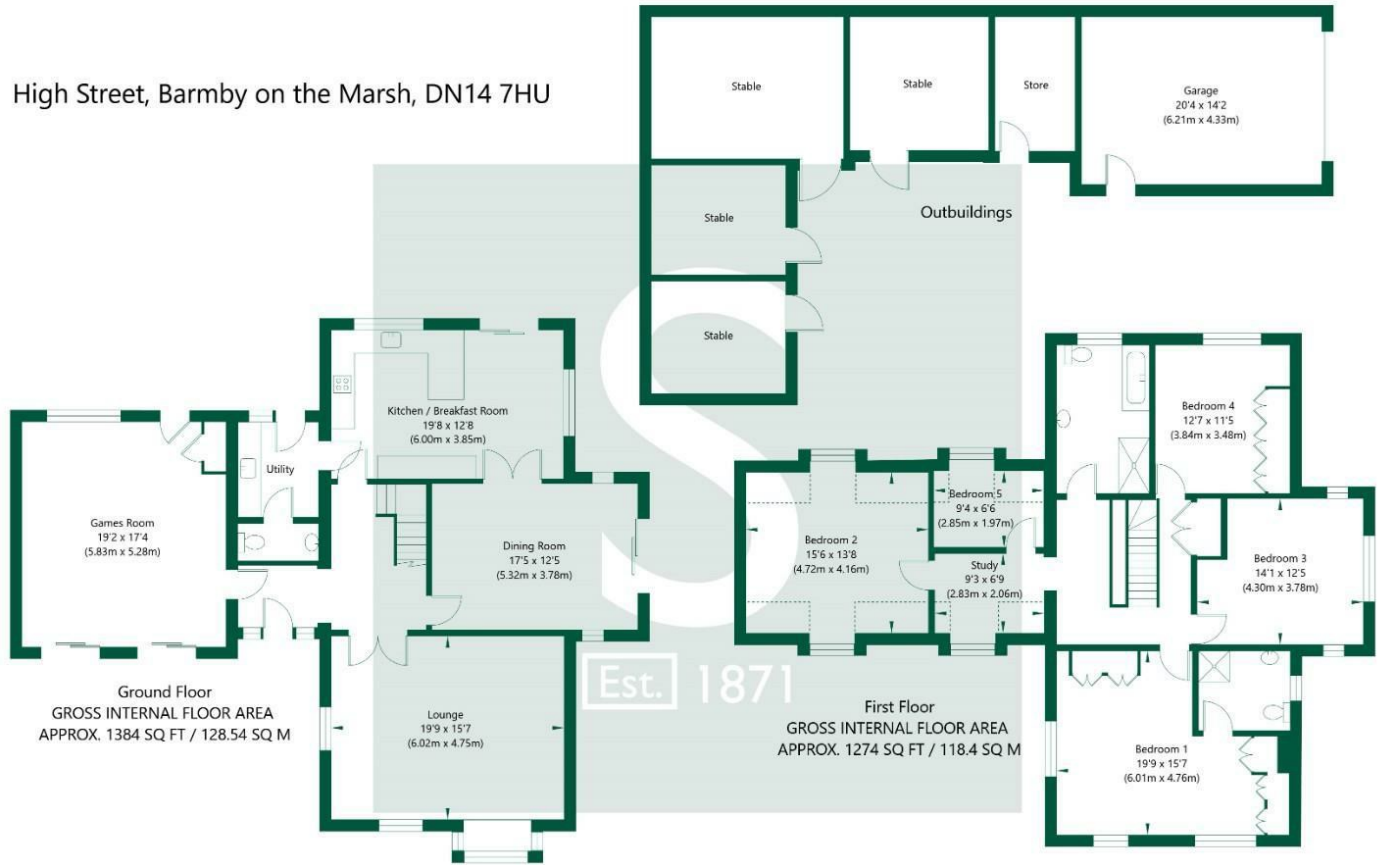 High Street, Barmby on the Marsh, DN14 7HU
Stable
Stable
Store
Garage
20'4 x 14'2
(6.21m x 4.33m)
Stable
Outbuildings
Stable
Kitchen / Breakfast Room
19'8 x 12'8
(6.00m x 3.85m)
Utility
Games Room
19'2 x 17'4
(5.83m x 5.28m)
Dining Room
17'5 x 12'5
(5.32m x 3.78m)
Lounge
19'9 x 15'7
(6.02m x 4.75m)
Ground Floor
GROSS INTERNAL FLOOR AREA
APPROX. 1384 SQ FT / 128.54 SQ M
Bedroom 4
12'7 x 11'5
(3.84m x 3.48m)
Bedroom 5
9'4 x 6'6
(2.85m x 1.97m)
Bedroom 2
15'6 x 13'8
(4.72m x 4.16m)
Study
9'3 x 6'9
(2.83m x 2.06m)
Bedroom 3
14'1 x 12'5
(4.30m x 3.78m)
Bedroom 1
19'9 x 15'7
(6.01m x 4.76m)
First Floor
GROSS INTERNAL FLOOR AREA
APPROX. 1274 SQ FT / 118.4 SQ M
S
Est. 1871